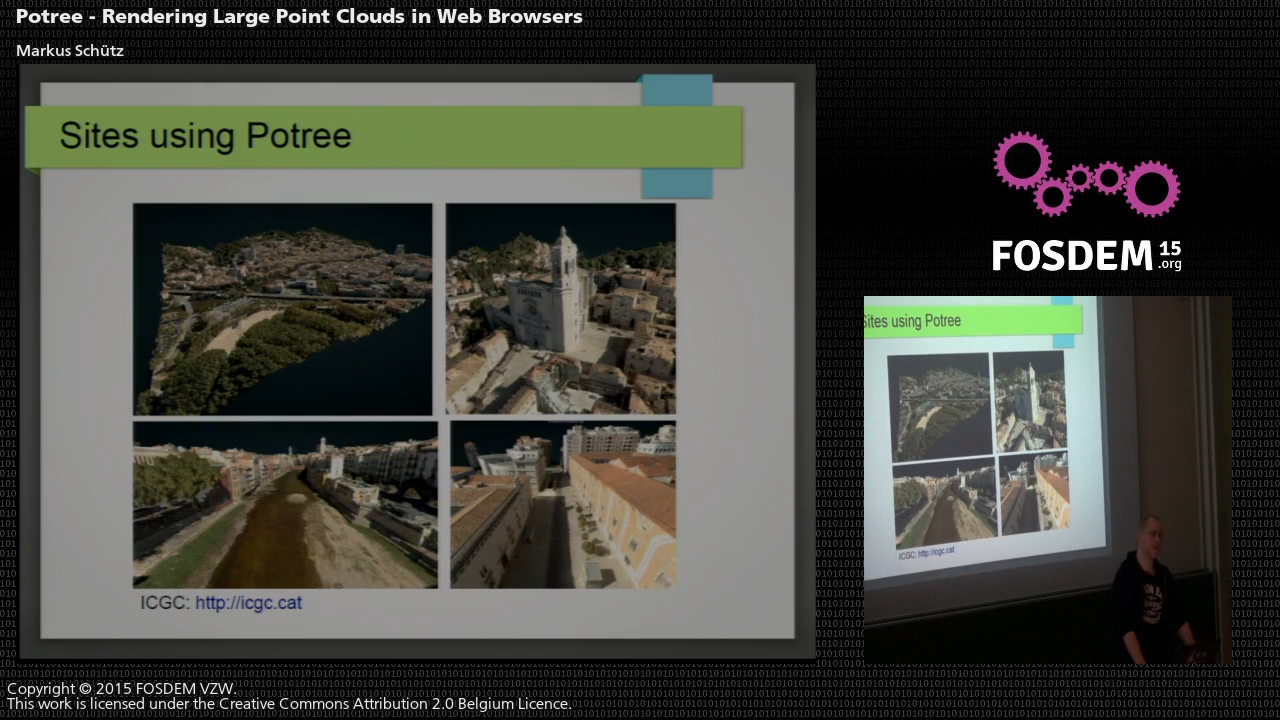 Potree - Rendering Large Point Clouds in Web Browsers
Markus Schütz
Sites using Potree
ICGC: http://icgc.cat
FOSDEM 15
.org
Sites using Potree
ICGC: http://icgc.cat
Copyright © 2015 FOSDEM VZW.
This work is licensed under the Creative Commons Attribution 2.0 Belgium Licence.